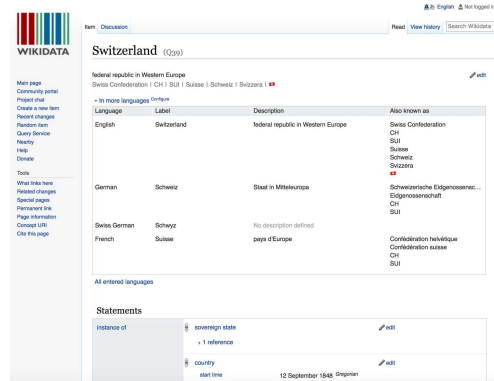 English Not logged in
WIKIDATA
Item Discussion
Read View history Search Wikidata
Switzerland (Q39)
federal republic in Western Europe
edit
Swiss Confederation | CH | SUI | Suisse | Schweiz | Svizzera | 🇨🇭
In more languages Configure
Language Label Description Also known as
English Switzerland federal republic in Western Europe Swiss Confederation
CH
SUI
Suisse
Schweiz
Svizzera
🇨🇭
German Schweiz Staat in Mitteleuropa Schweizerische Eidgenossensc...
Eidgenossenschaft
CH
SUI
Swiss German Schwyz No description defined
French Suisse pays d'Europe Confédération helvétique
Confédération suisse
CH
SUI
All entered languages
Main page
Community portal
Project chat
Create a new item
Recent changes
Random item
Query Service
Nearby
Help
Donate
Tools
What links here
Related changes
Special pages
Permanent link
Page information
Concept URI
Cite this page
Statements
instance of
sovereign state edit
1 reference
country edit
start time 12 September 1848 Gregorian